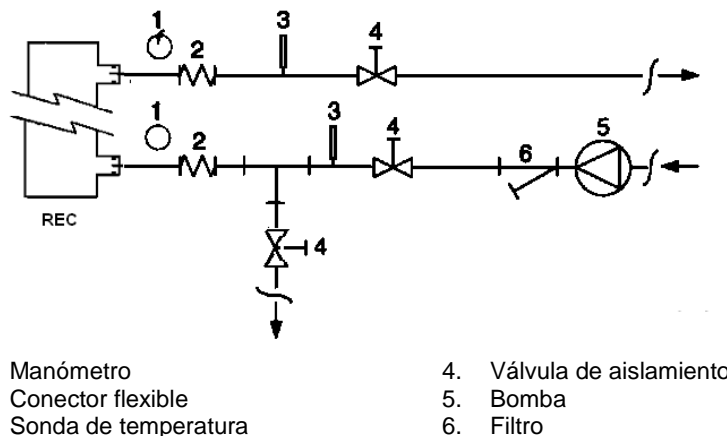 1
2
3
4
1
2
3
4
6
5
REC
4
Manómetro
Conector flexible
Sonda de temperatura
4. Válvula de aislamiento
5. Bomba
6. Filtro